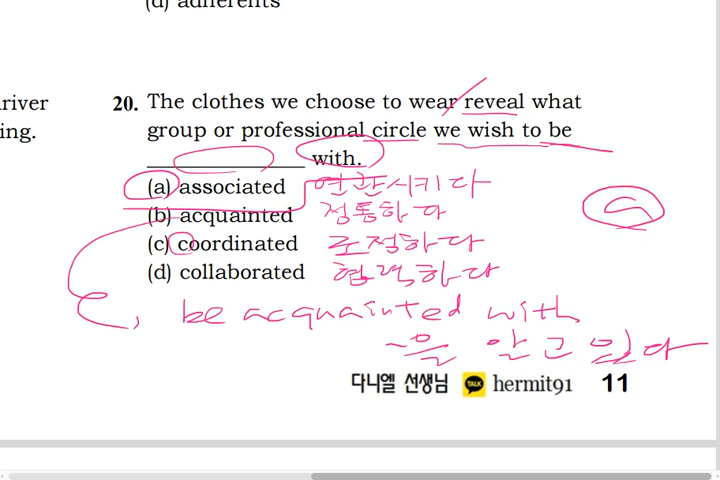 (d) adherents
river
ing.
20. The clothes we choose to wear reveal what
group or professional circle we wish to be
____________ with.
(a) associated 연관시키다
(b) acquainted 정통하다
(c) coordinated 조정하다
(d) collaborated 협력하다
be acquainted with
~을 알고 있다
다니엘 선생님 TALK hermit91 11